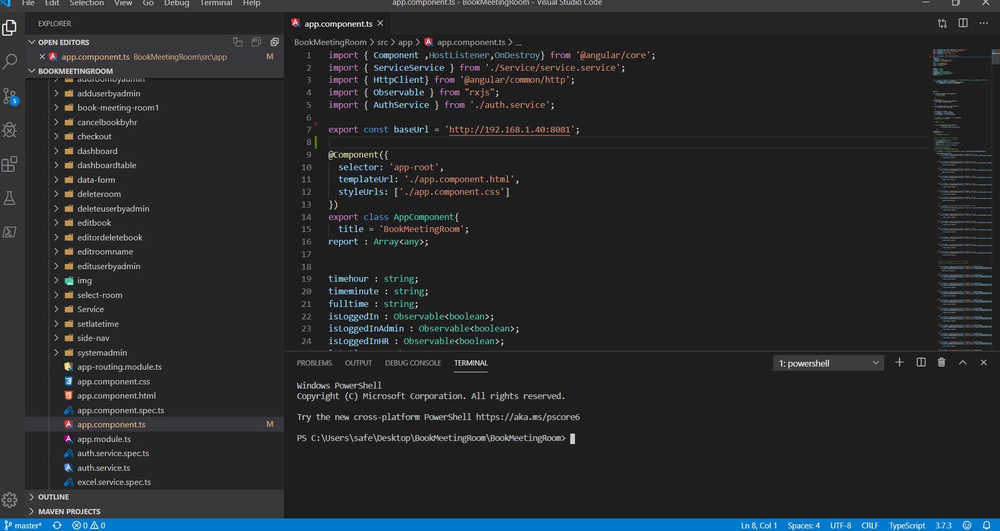 File Edit Selection View Go Debug Terminal Help
app.component.ts - BookMeetingRoom - Visual Studio Code
EXPLORER
OPEN EDITORS
app.component.ts BookMeetingRoom\src\app M
BOOKMEETINGROOM
addroombyadmin
adduserbyadmin
book-meeting-room1
cancelbookbyhr
checkout
dashboard
dashboardtable
data-form
deleteroom
deleteuserbyadmin
editbook
editordeletebook
editroomname
edituserbyadmin
img
select-room
Service
setlatetime
side-nav
systemadmin
app-routing.module.ts
app.component.css
app.component.html
app.component.spec.ts
app.component.ts M
app.module.ts
auth.service.spec.ts
auth.service.ts
excel.service.spec.ts
OUTLINE
MAVEN PROJECTS
5
app.component.ts
BookMeetingRoom > src > app > app.component.ts > ...
1 import { Component ,HostListener,OnDestroy} from '@angular/core';
2 import { ServiceService } from './Service/service.service';
3 import { HttpClient} from '@angular/common/http';
4 import { Observable } from "rxjs";
5 import { AuthService } from './auth.service';
6
7 export const baseUrl = 'http://192.168.1.40:8081';
8
9 @Component({
10 selector: 'app-root',
11 templateUrl: './app.component.html',
12 styleUrls: ['./app.component.css']
13 })
14 export class AppComponent{
15 title = 'BookMeetingRoom';
16 report : Array<any>;
17
18
19 timehour : string;
20 timeminute : string;
21 fulltime : string;
22 isLoggedIn : Observable<boolean>;
23 isLoggedInAdmin : Observable<boolean>;
24 isLoggedInHR : Observable<boolean>;
PROBLEMS OUTPUT DEBUG CONSOLE TERMINAL
1: powershell
Windows PowerShell
Copyright (C) Microsoft Corporation. All rights reserved.
Try the new cross-platform PowerShell https://aka.ms/pscore6
PS C:\Users\safe\Desktop\BookMeetingRoom\BookMeetingRoom>
master* 0 0
Ln 8, Col 1 Spaces: 4 UTF-8 CRLF TypeScript 3.7.3